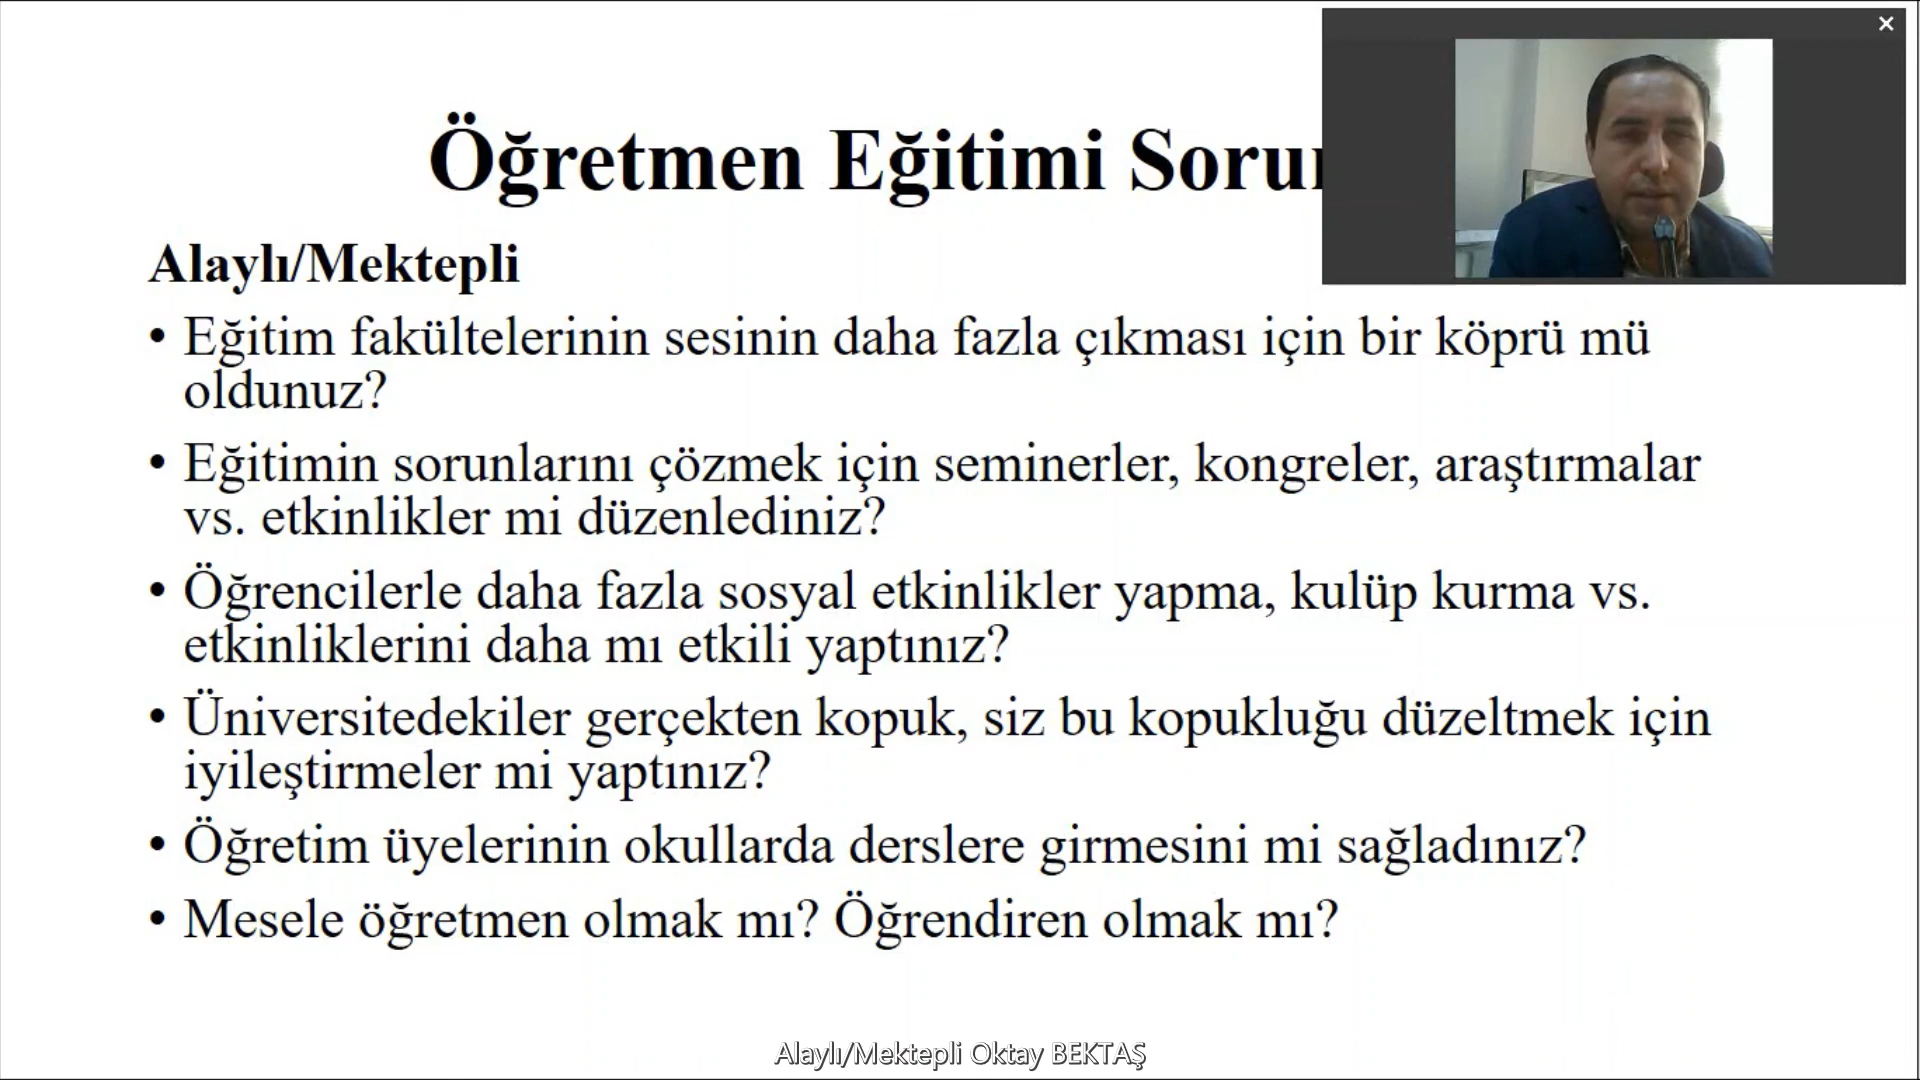 Öğretmen Eğitimi
Alaylı/Mektepli
• Eğitim fakültelerinin sesinin daha fazla çıkması için bir köprü mü
oldunuz?
• Eğitimin sorunlarını çözmek için seminerler, kongreler, araştırmalar
vs. etkinlikler mi düzenlediniz?
• Öğrencilerle daha fazla sosyal etkinlikler yapma, kulüp kurma vs.
etkinliklerini daha mı etkili yaptınız?
• Üniversitedekiler gerçekten kopuk, siz bu kopukluğu düzeltmek için
iyileştirmeler mi yaptınız?
• Öğretim üyelerinin okullarda derslere girmesini mi sağladınız?
• Mesele öğretmen olmak mı? Öğrendiren olmak mı?
Alaylı/Mektepli Oktay BEKTAŞ